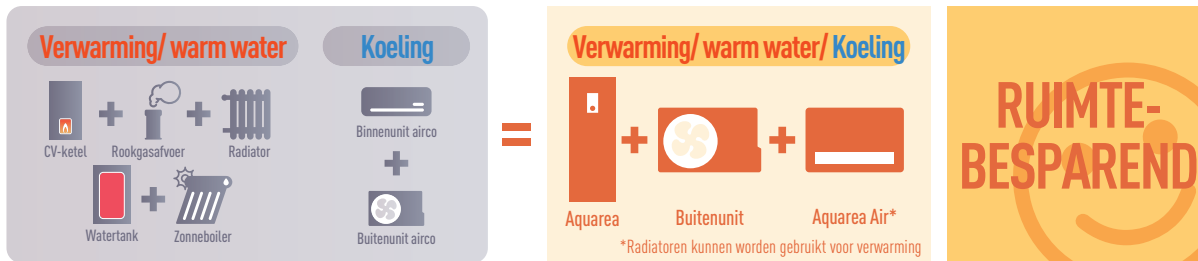 Verwarming/ warm water
Koeling
CV-ketel
Rookgasafvoer
Radiator
Watertank
Zonneboiler
Binnenunit airco
Buitenunit airco
Verwarming/ warm water/ Koeling
Aquarea
Buitenunit
Aquarea Air*
*Radiatoren kunnen worden gebruikt voor verwarming
RUIMTE-
BESPAREND